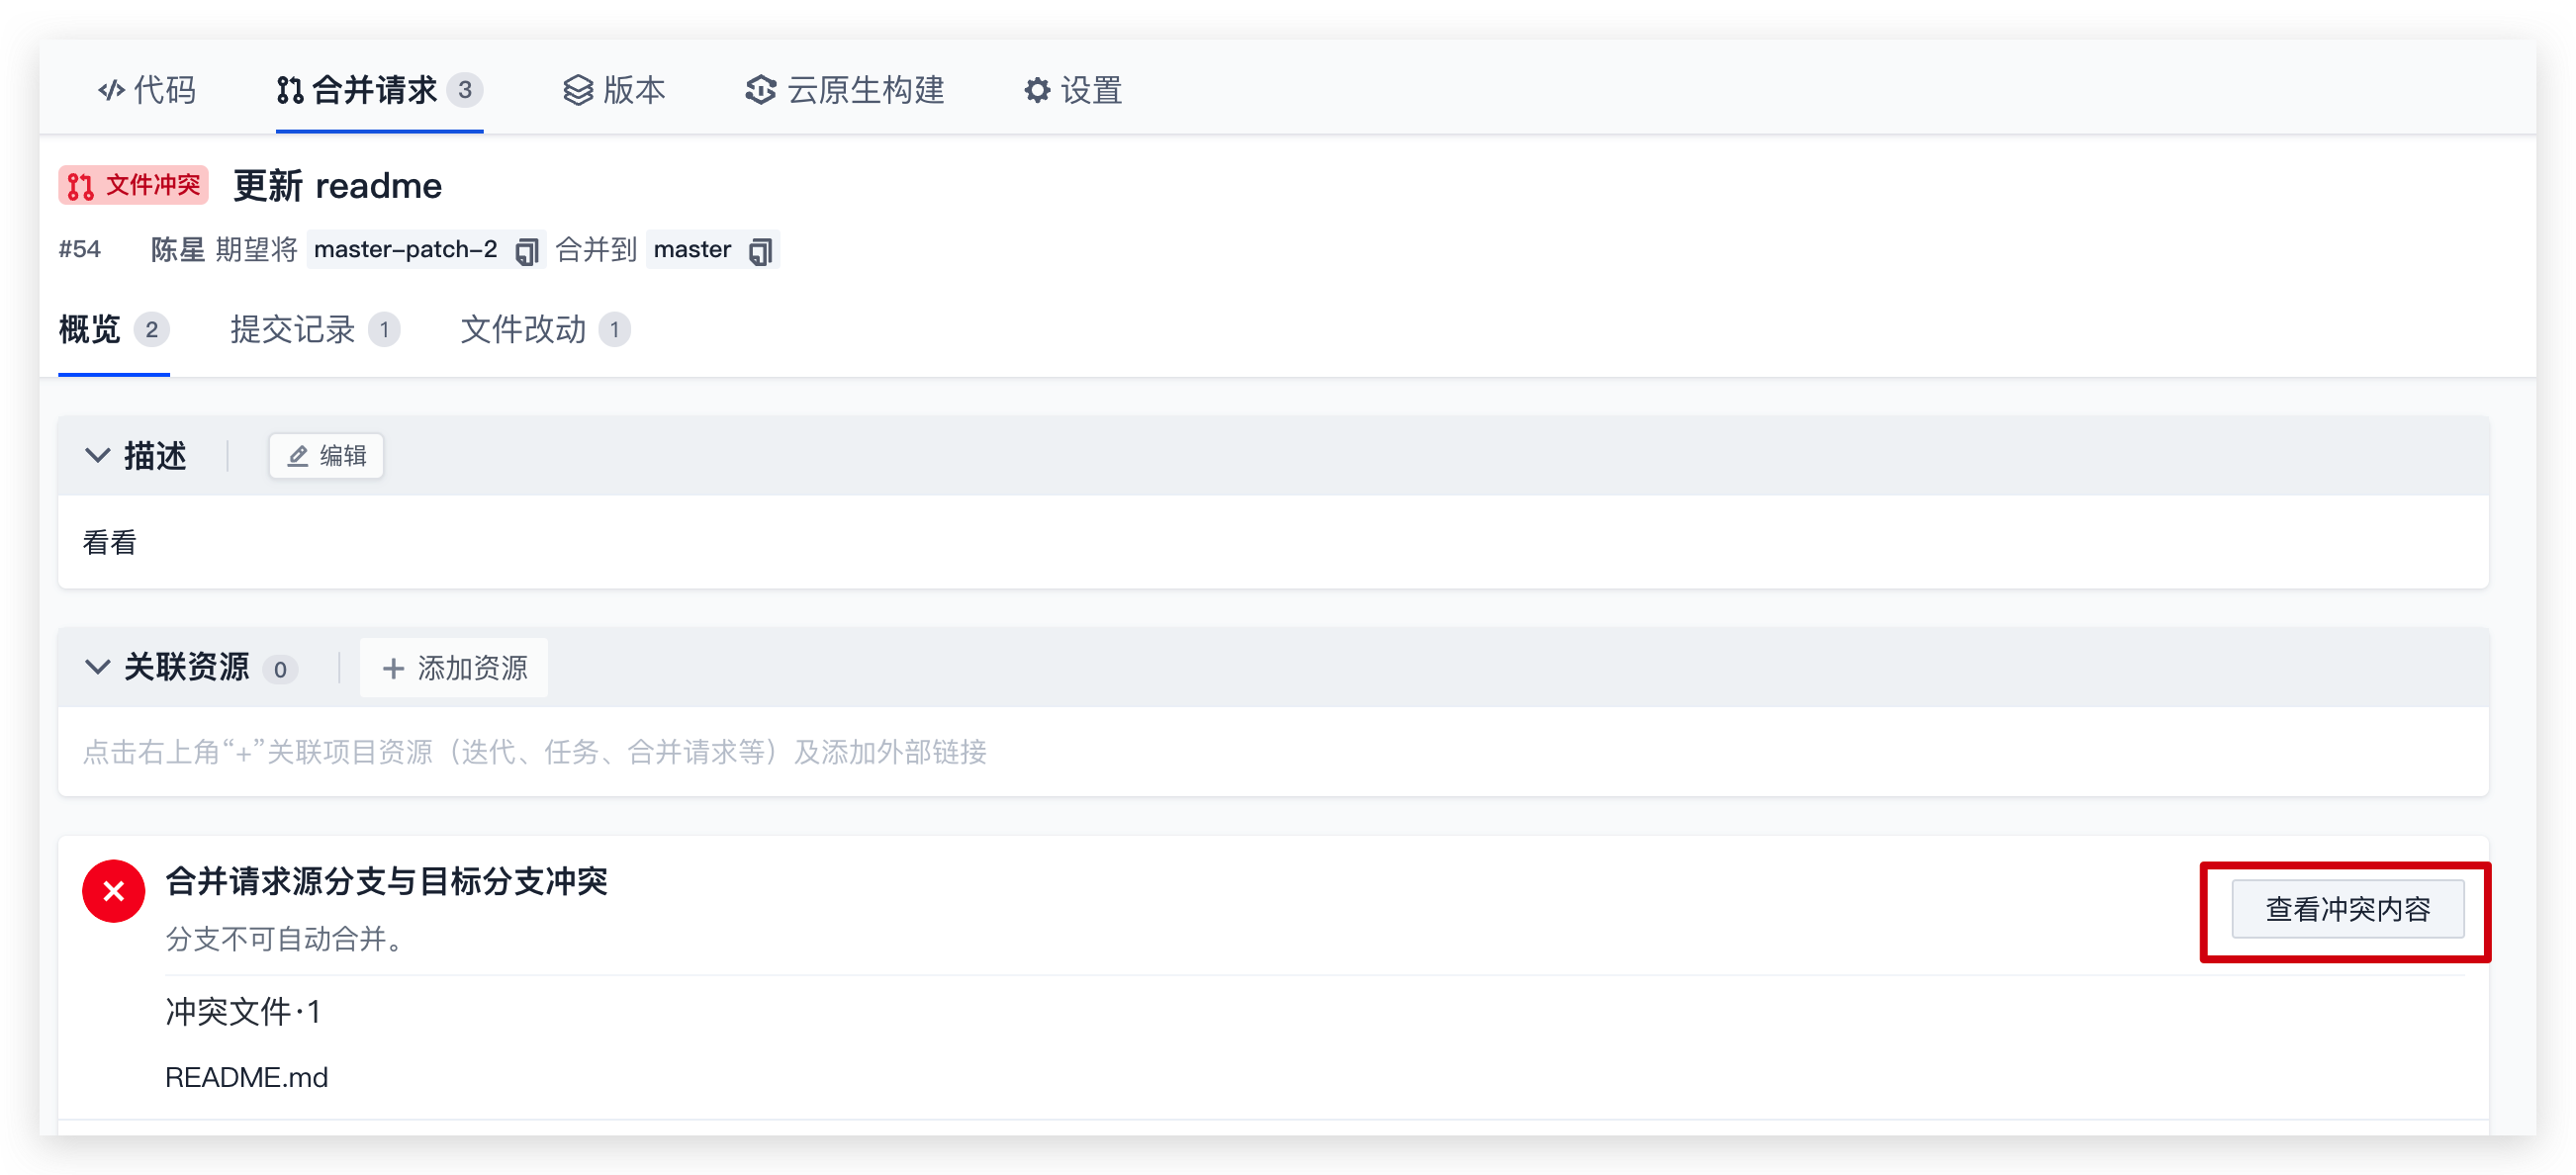 代码 合并请求 3 版本 云原生构建 设置
文件冲突 更新 readme
#54 陈星 期望将 master-patch-2 合并到 master
概览 2 提交记录 1 文件改动 1
描述 编辑
看看
关联资源 0 + 添加资源
点击右上角“+”关联项目资源（迭代、任务、合并请求等）及添加外部链接
合并请求源分支与目标分支冲突
查看冲突内容
分支不可自动合并。
冲突文件·1
README.md